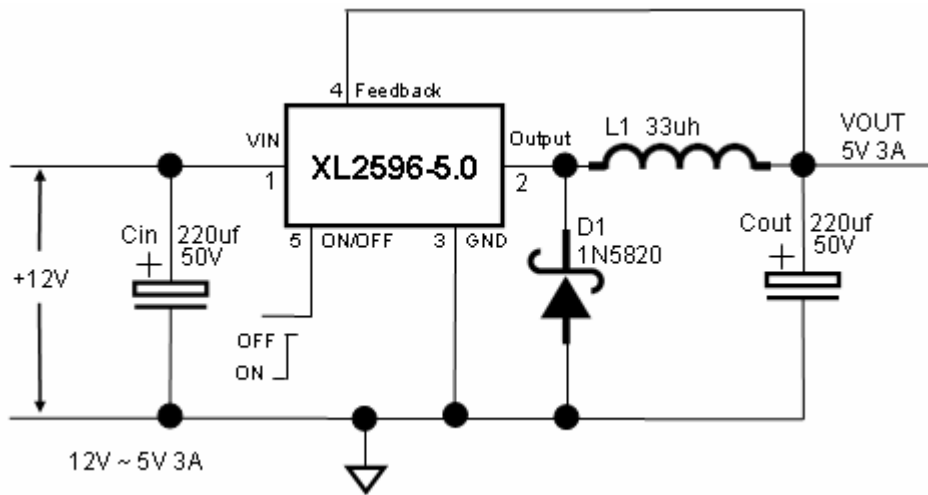 4 Feedback
VIN
Output
L1 33uh
VOUT
5V 3A
XL2596-5.0
1
2
5 ON/OFF
3 GND
D1
1N5820
Cin
220uf
50V
+
Cout
220uf
50V
+
+12V
OFF
ON
12V ~ 5V 3A